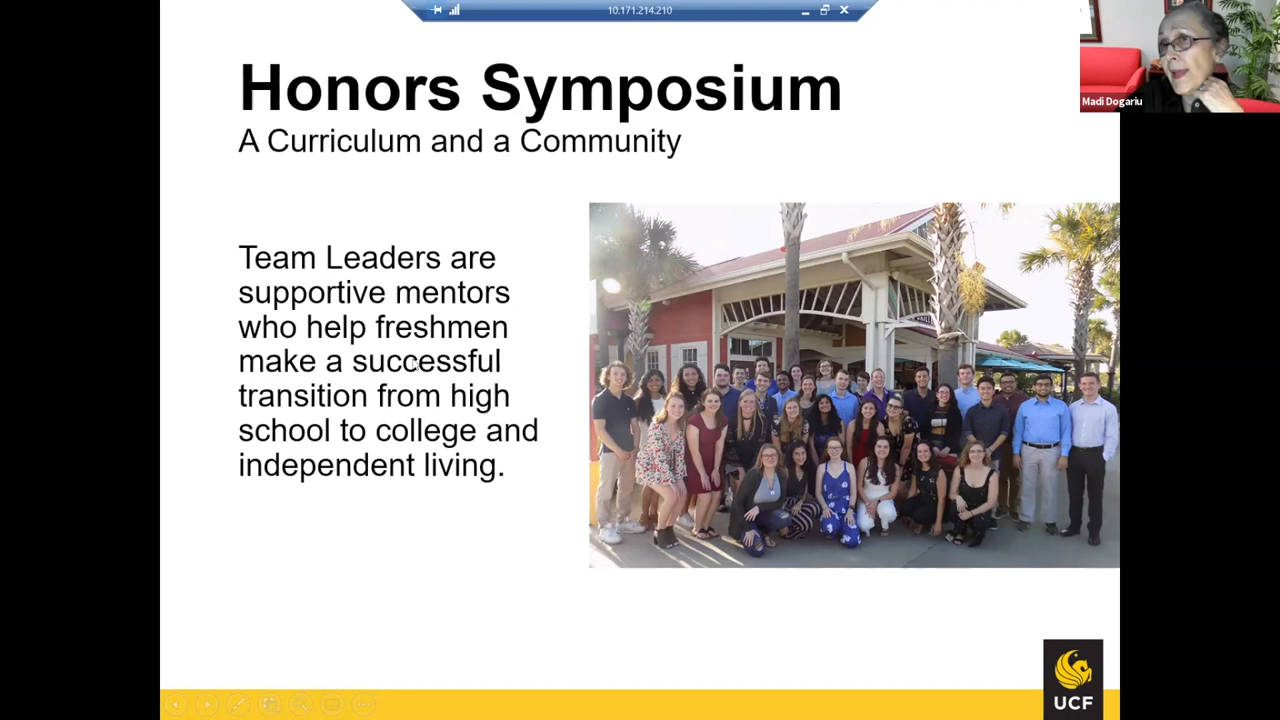 10.171.214.210
Honors Symposium
A Curriculum and a Community
Madi Dogariu
Team Leaders are
supportive mentors
who help freshmen
make a successful
transition from high
school to college and
independent living.
UCF